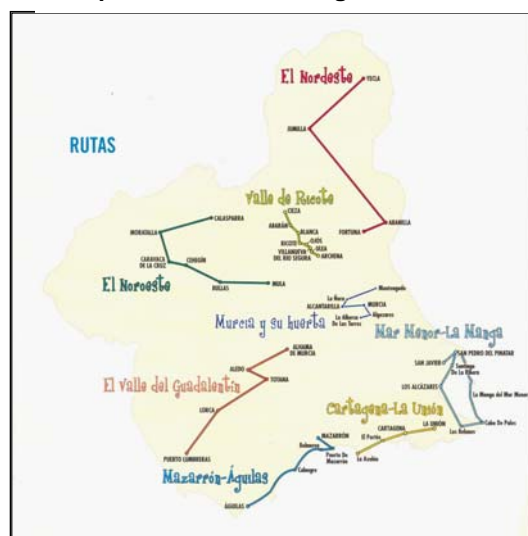 El Nordeste
YECLA
JUMILLA
RUTAS
Valle de Ricote
CIEZA
ABARÁN
BLANCA
RICOTE
OJÓS
ULEA
VILLANUEVA
DEL RIO SEGURA
ARCHENA
FORTUNA
ABANILLA
CALASPARRA
MORATALLA
CARAVACA
DE LA CRUZ
CEHEGÍN
El Noroeste
BULLAS
MULA
Monteagudo
La Ñora
ALCANTARILLA
MURCIA
La Alberca
De Las Torres
Algezares
Murcia y su huerta
Mar Menor-La Manga
ALHAMA
DE MURCIA
SAN JAVIER
SAN PEDRO DEL PINATAR
Santiago
De La Ribera
ALEDO
TOTANA
El Valle del Guadalentín
LOS ALCÁZARES
La Manga del Mar Menor
LORCA
Cartagena-La Unión
LA UNIÓN
CARTAGENA
El Portús
La Azohía
Los Belones
Cabo De Palos
MAZARRÓN
Bolnuevo
Puerto De
Mazarrón
PUERTO LUMBRERAS
Mazarrón-Águilas
Calnegre
ÁGUILAS